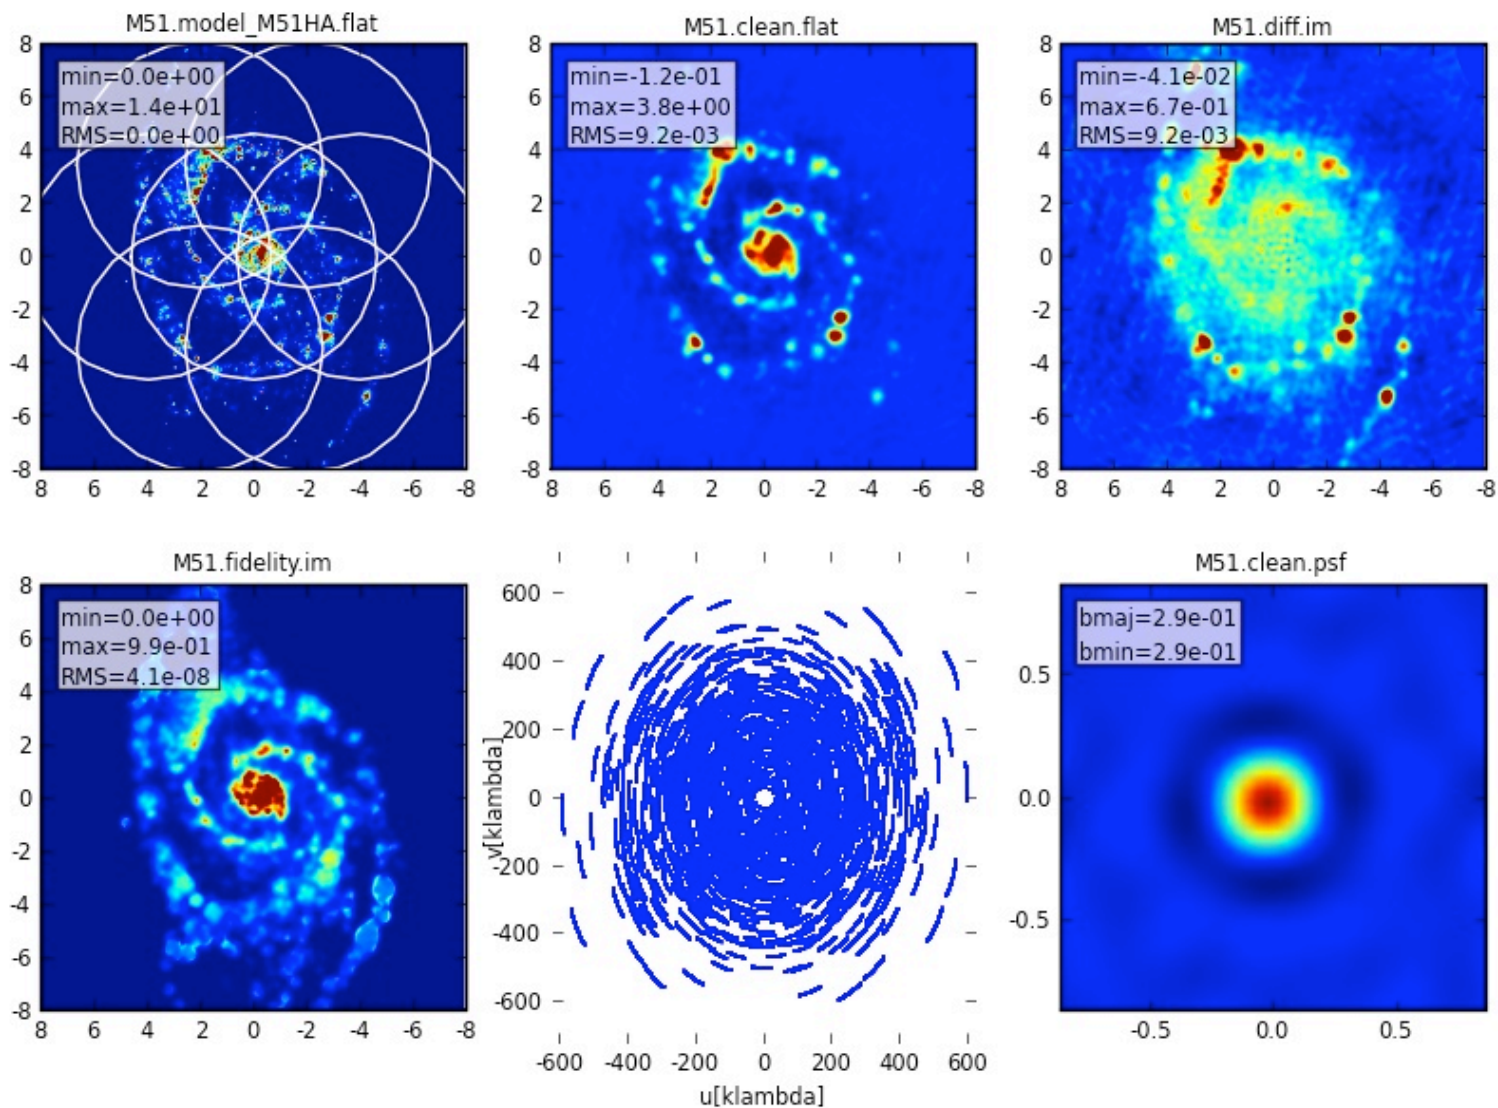 M51.model_M51HA.flat
min=0.0e+00
max=1.4e+01
RMS=0.0e+00
8
6
4
2
0
-2
-4
-6
-8
8 6 4 2 0 -2 -4 -6 -8
M51.clean.flat
min=-1.2e-01
max=3.8e+00
RMS=9.2e-03
8
6
4
2
0
-2
-4
-6
-8
8 6 4 2 0 -2 -4 -6 -8
M51.diff.im
min=-4.1e-02
max=6.7e-01
RMS=9.2e-03
8
6
4
2
0
-2
-4
-6
-8
8 6 4 2 0 -2 -4 -6 -8
M51.fidelity.im
min=0.0e+00
max=9.9e-01
RMS=4.1e-08
8
6
4
2
0
-2
-4
-6
-8
8 6 4 2 0 -2 -4 -6 -8
v[klambda]
600
400
200
0
-200
-400
-600
-600 -400 -200 0 200 400 600
u[klambda]
M51.clean.psf
bmaj=2.9e-01
bmin=2.9e-01
0.5
0.0
-0.5
-0.5 0.0 0.5